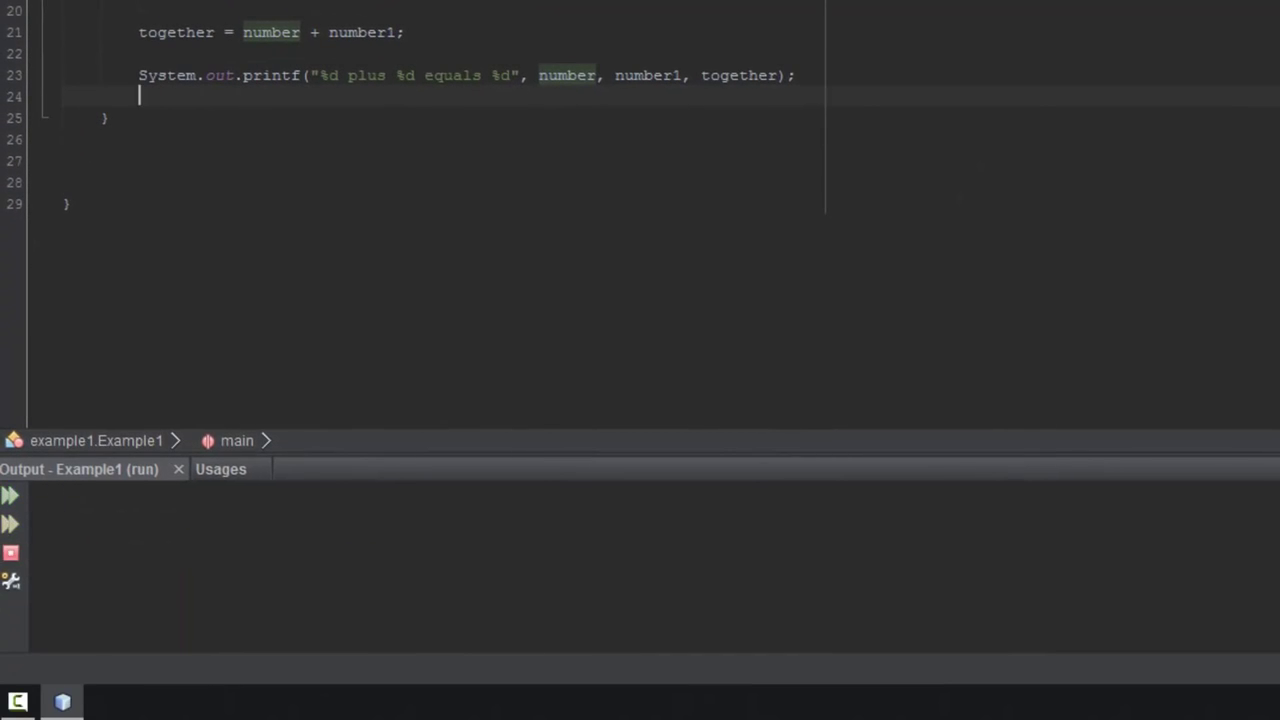 20
21 together = number + number1;
22
23 System.out.printf("%d plus %d equals %d", number, number1, together);
24
25 }
26
27
28
29 }
example1.Example1 main
Output - Example1 (run) Usages